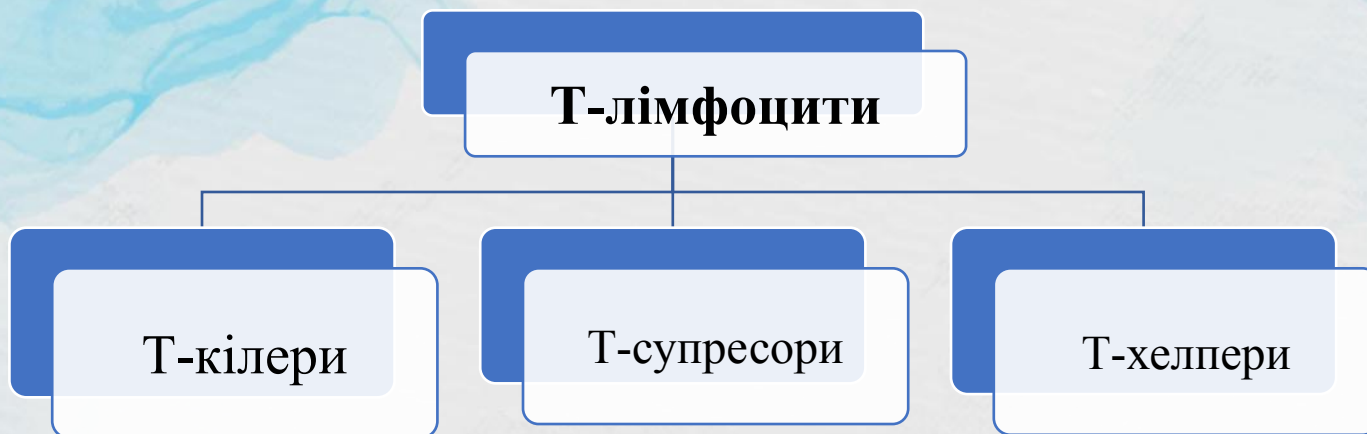 Т-лімфоцити
Т-кілери
Т-супресори
Т-хелпери